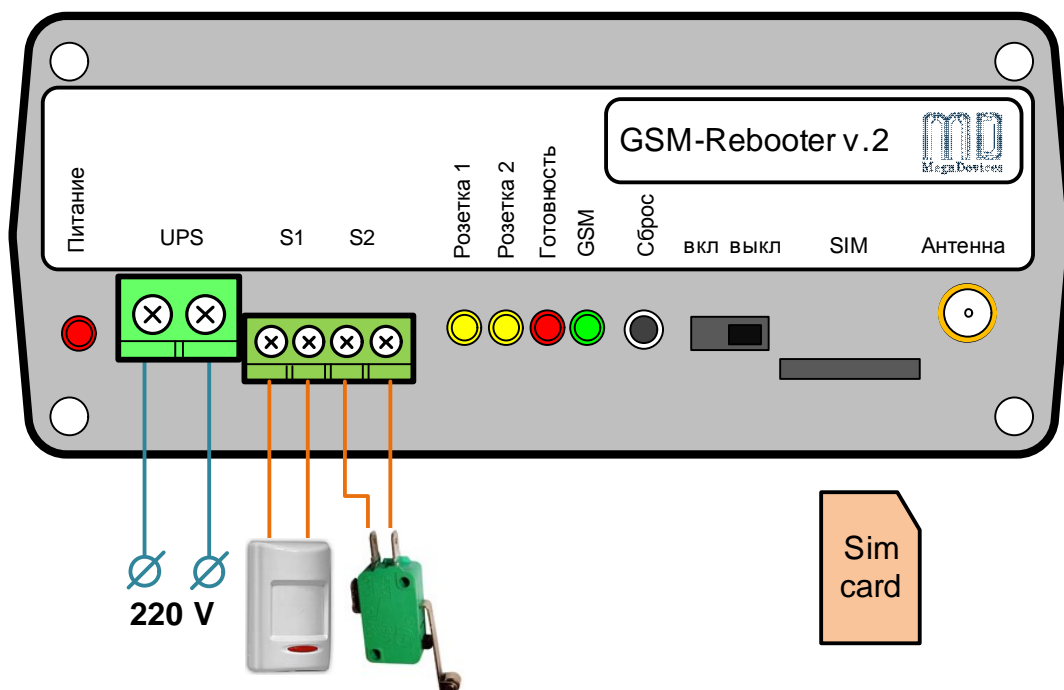 GSM-Rebooter v.2
MegaDevices
Питание
UPS
S1
S2
Розетка 1
Розетка 2
Готовность
GSM
Сброс
вкл выкл
SIM
Антенна
220 V
Sim
card